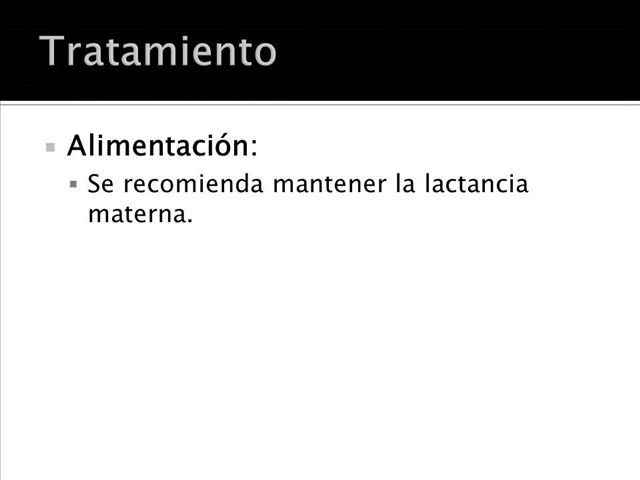 Tratamiento
Alimentación:
Se recomienda mantener la lactancia
materna.